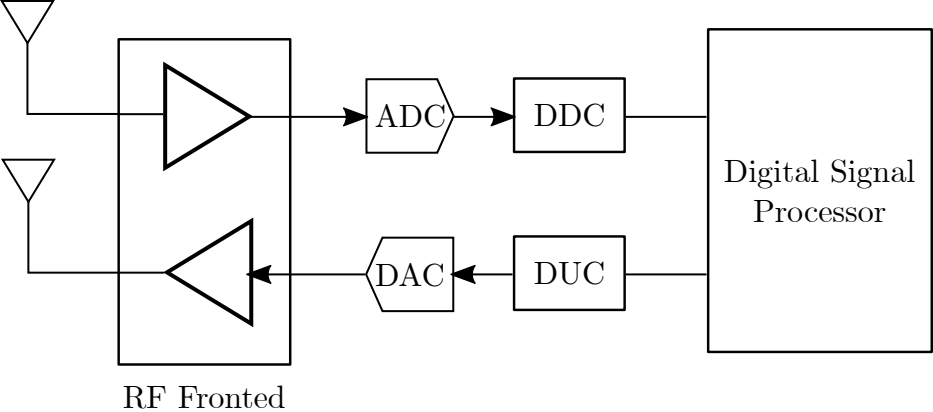 ADC
DDC
Digital Signal
Processor
DAC
DUC
RF Fronted